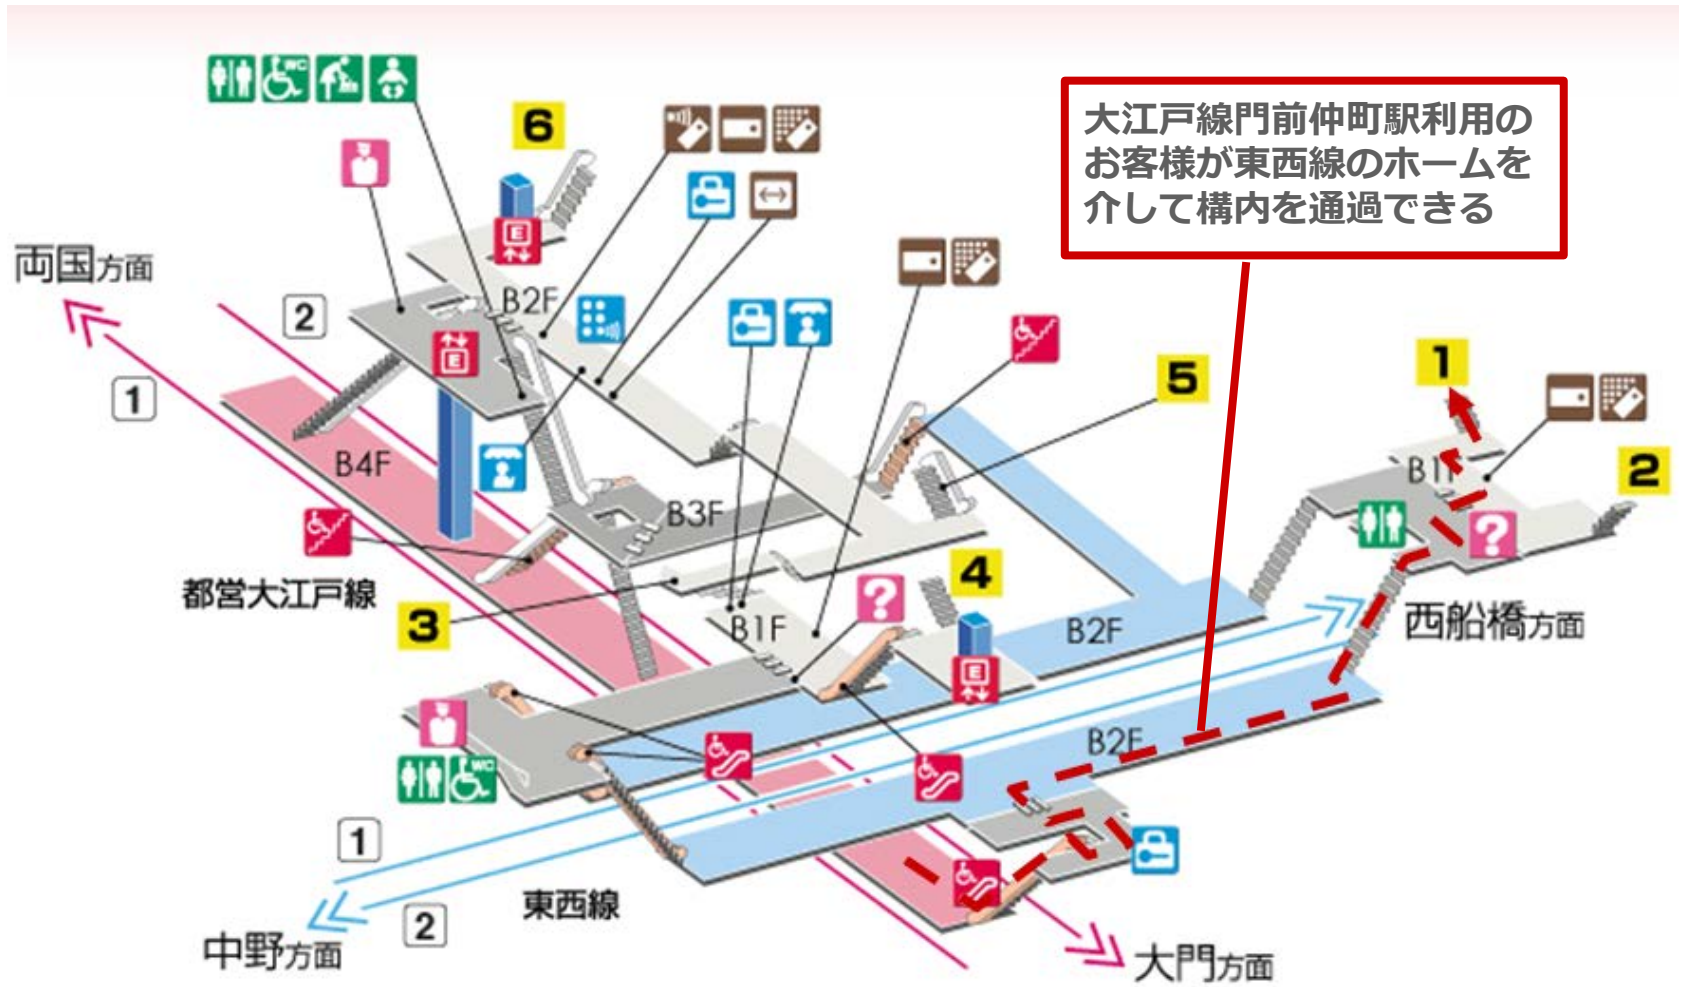 6
大江戸線門前仲町駅利用の
お客様が東西線のホームを
介して構内を通過できる
両国方面
2
1
E
B2F
E
B4F
B3F
5
1
B1F
2
?
都営大江戸線
3
4
?
B1F
B2F
E
西船橋方面
WC
WC
B2F
1
東西線
2
中野方面
大門方面